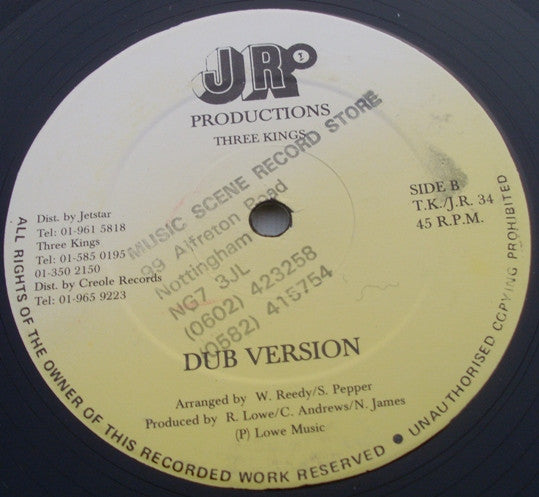 JR
PRODUCTIONS
THREE KINGS
SIDE B
T.K./J.R. 34
45 R.P.M.
Dist. by Jetstar
Tel: 01-961 5818
Three Kings
Tel: 01-585 0195
01-350 2150
Dist. by Creole Records
Tel: 01-965 9223
MUSIC SCENE RECORD STORE
99 Alfreton Road
Nottingham
NG7 3JL
(0602) 423258
(0582) 415754
DUB VERSION
Arranged by W. Reedy/S. Pepper
Produced by R. Lowe/C. Andrews/N. James
(P) Lowe Music
ALL RIGHTS OF THE OWNER OF THIS RECORDED WORK RESERVED • UNAUTHORISED COPYING PROHIBITED